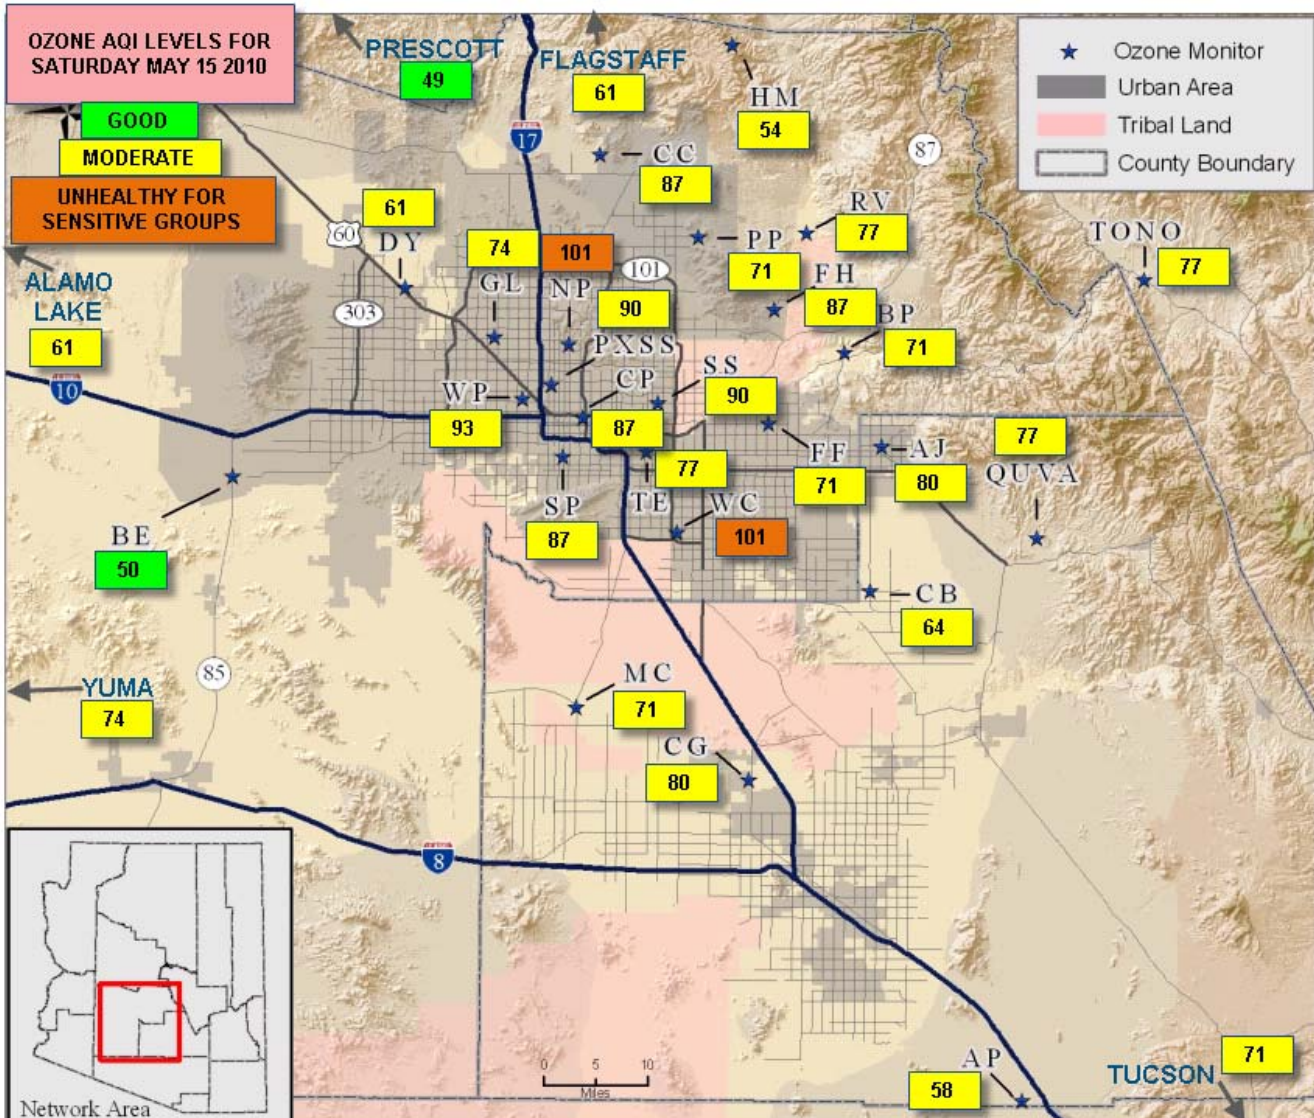 OZONE AQI LEVELS FOR
SATURDAY MAY 15 2010
GOOD
MODERATE
UNHEALTHY FOR
SENSITIVE GROUPS
PRESCOTT
49
FLAGSTAFF
61
HM
54
Ozone Monitor
Urban Area
Tribal Land
County Boundary
17
87
CC
87
61
DY
60
74
GL
101
NP
101
PP
71
RV
77
TONO
77
ALAMO
LAKE
61
303
90
PXSS
FH
87
BP
71
10
WP
93
CP
87
SS
90
FF
71
AJ
80
77
QUVA
BE
50
SP
87
77
TE
WC
101
CB
64
85
YUMA
74
MC
71
CG
80
8
Network Area
0 5 10
Miles
AP
58
TUCSON
71